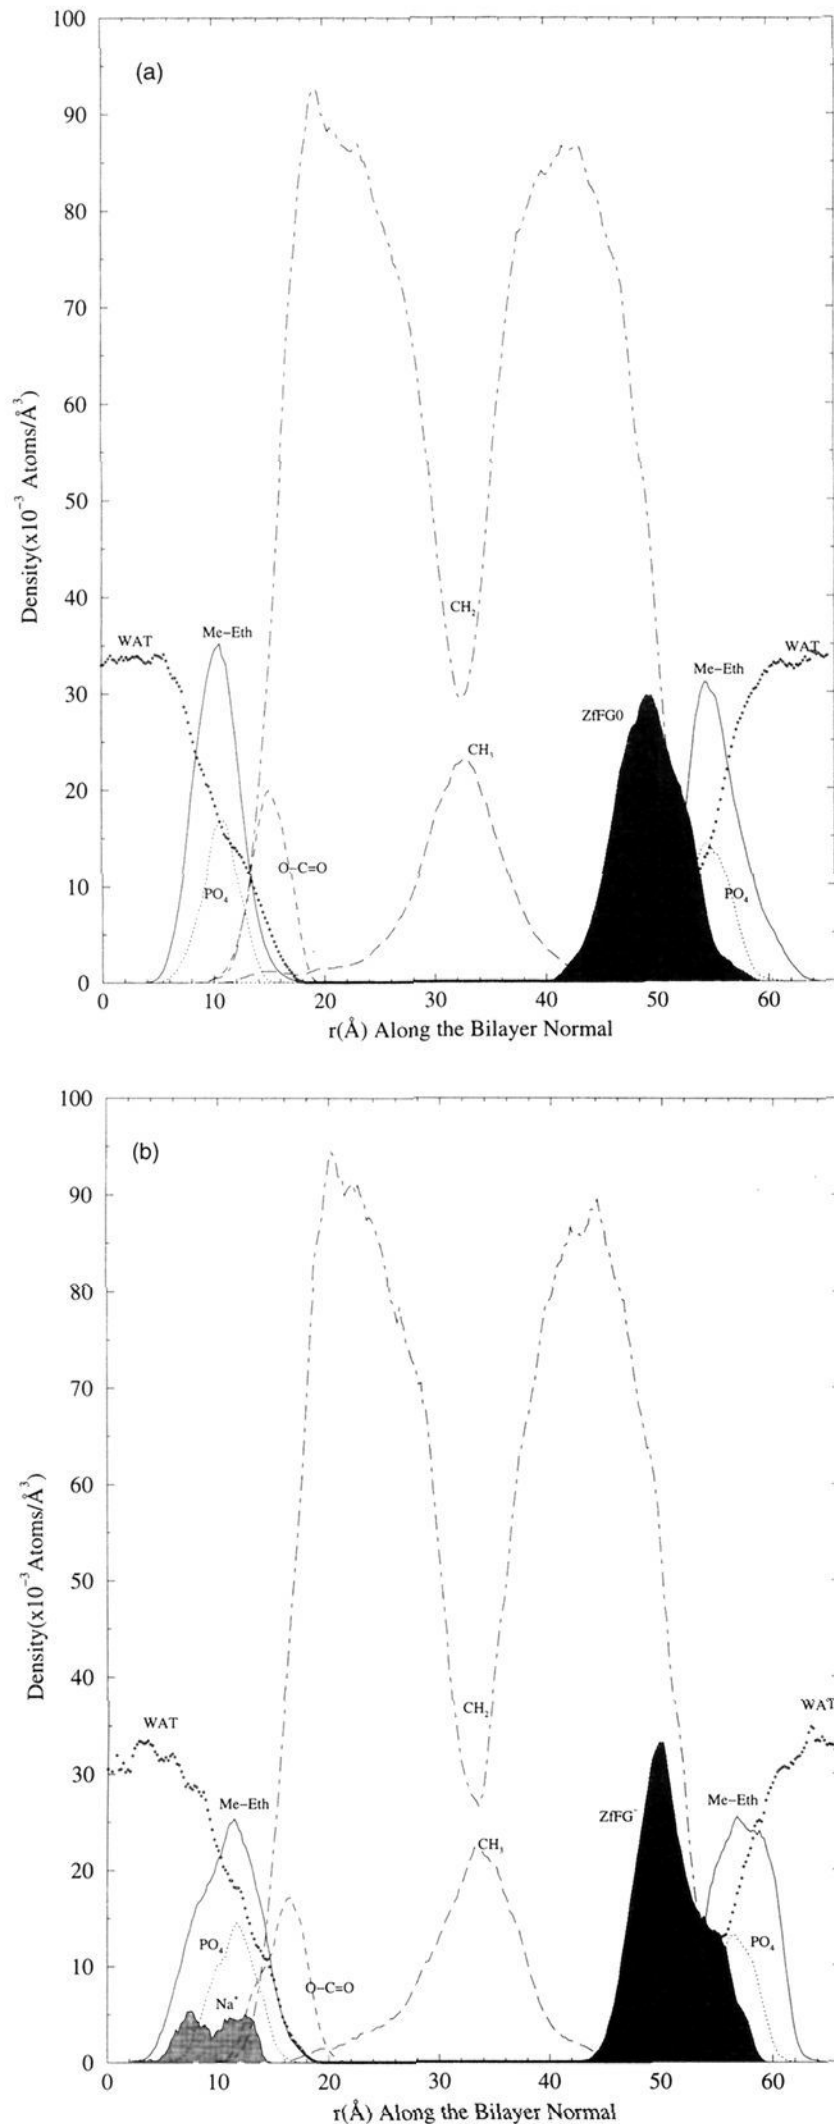 (a)
100
90
80
70
60
50
40
30
20
10
0
Density(x10⁻³ Atoms/Å³)
CH₂
WAT
Me−Eth
WAT
Me−Eth
ZfFG0
CH₃
O−C=O
PO₄
PO₄
0 10 20 30 40 50 60
r(Å) Along the Bilayer Normal
(b)
100
90
80
70
60
50
40
30
20
10
0
Density(x10⁻³ Atoms/Å³)
CH₂
WAT
WAT
Me−Eth
ZfFG⁻
Me−Eth
CH₃
PO₄
PO₄
Na⁺
O−C=O
0 10 20 30 40 50 60
r(Å) Along the Bilayer Normal